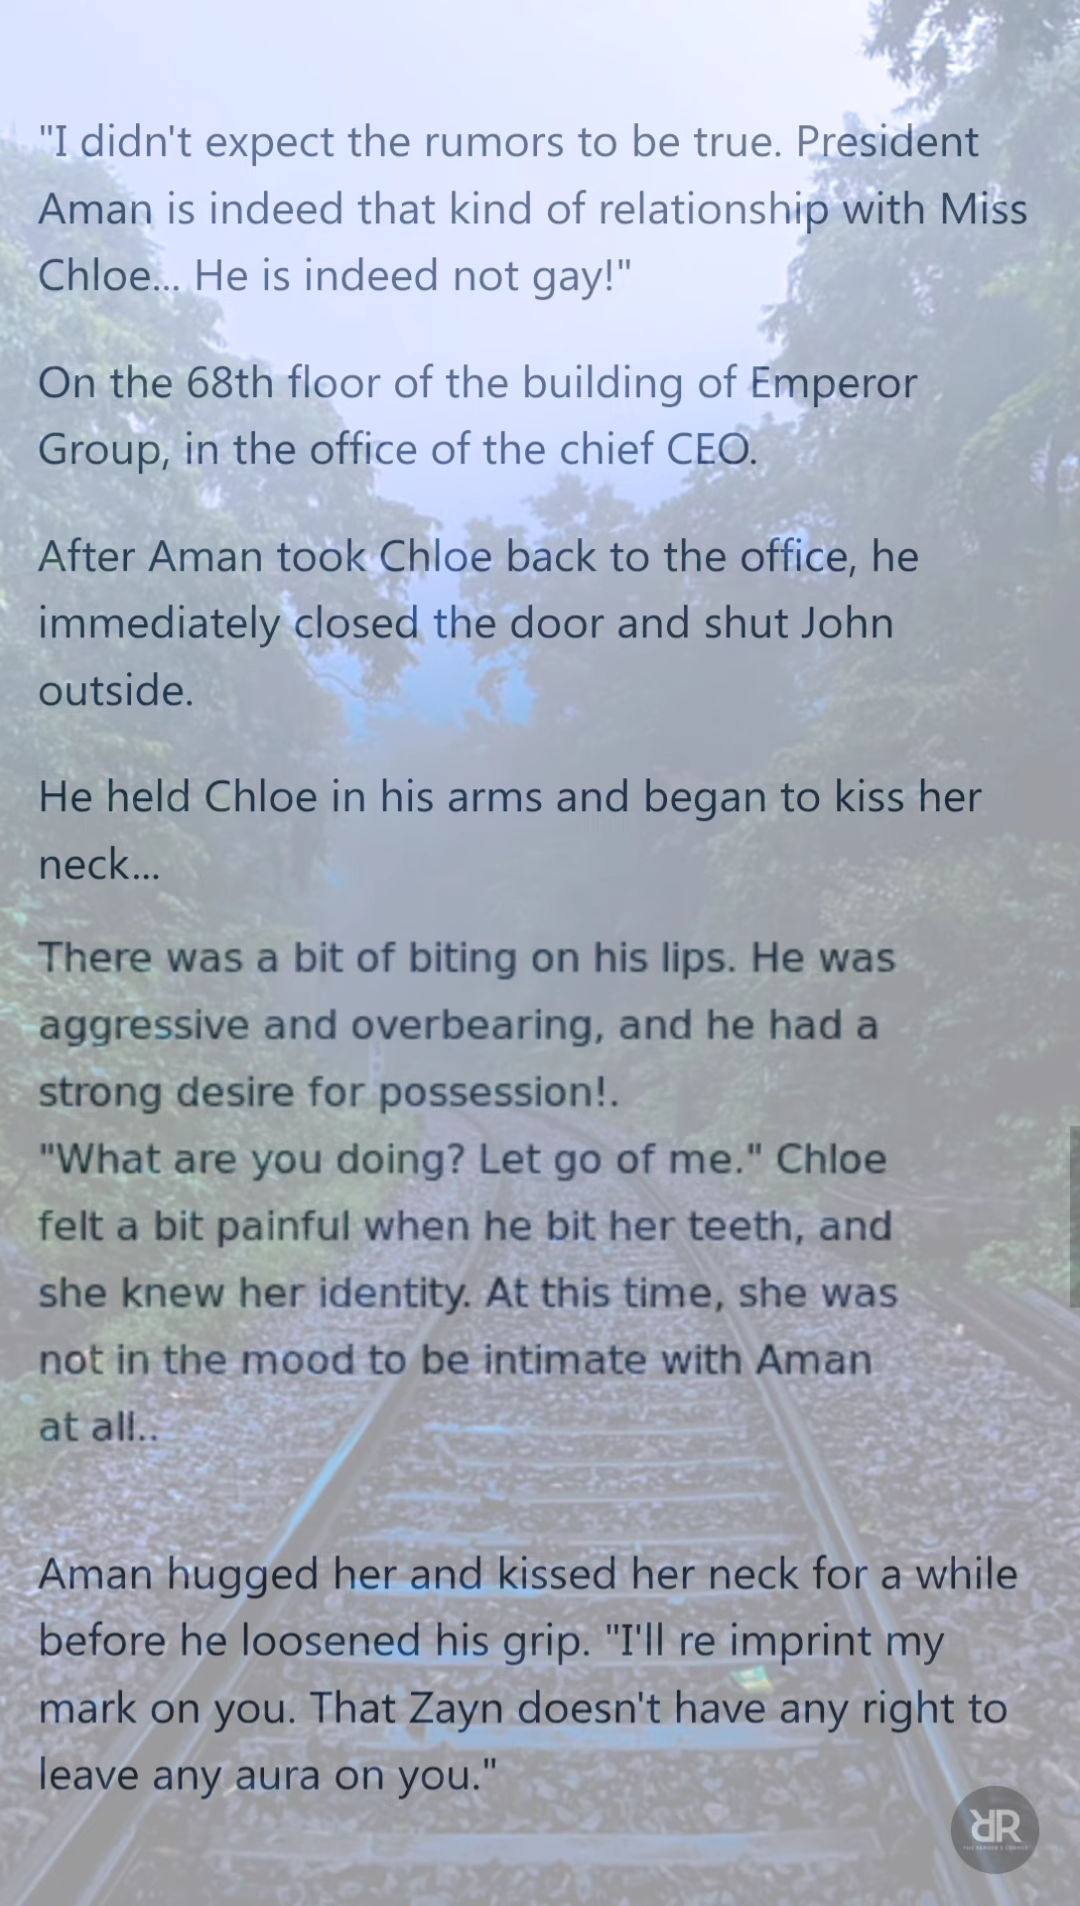 "I didn't expect the rumors to be true. President
Aman is indeed that kind of relationship with Miss
Chloe... He is indeed not gay!"
On the 68th floor of the building of Emperor
Group, in the office of the chief CEO.
After Aman took Chloe back to the office, he
immediately closed the door and shut John
outside.
He held Chloe in his arms and began to kiss her
neck...
There was a bit of biting on his lips. He was
aggressive and overbearing, and he had a
strong desire for possession!.
"What are you doing? Let go of me." Chloe
felt a bit painful when he bit her teeth, and
she knew her identity. At this time, she was
not in the mood to be intimate with Aman
at all..
Aman hugged her and kissed her neck for a while
before he loosened his grip. "I'll re imprint my
mark on you. That Zayn doesn't have any right to
leave any aura on you."
RR